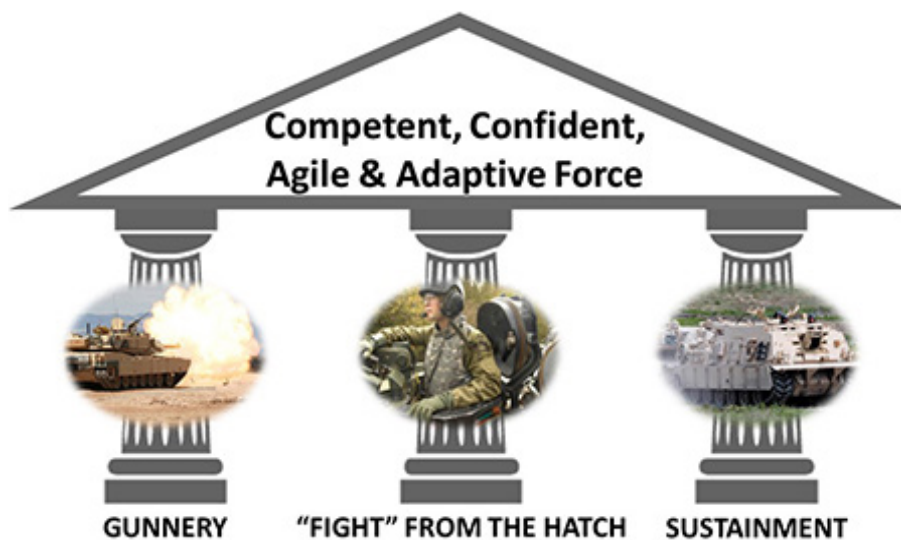 Competent, Confident,
Agile & Adaptive Force
GUNNERY
“FIGHT” FROM THE HATCH
SUSTAINMENT